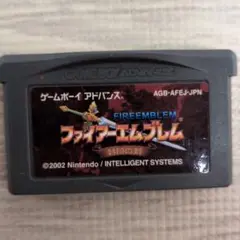 GAME BOY ADVANCE
ゲームボーイ アドバンス
AGB-AFEJ-JPN
FIRE EMBLEM
ファイアーエムブレム
©2002 Nintendo / INTELLIGENT SYSTEMS